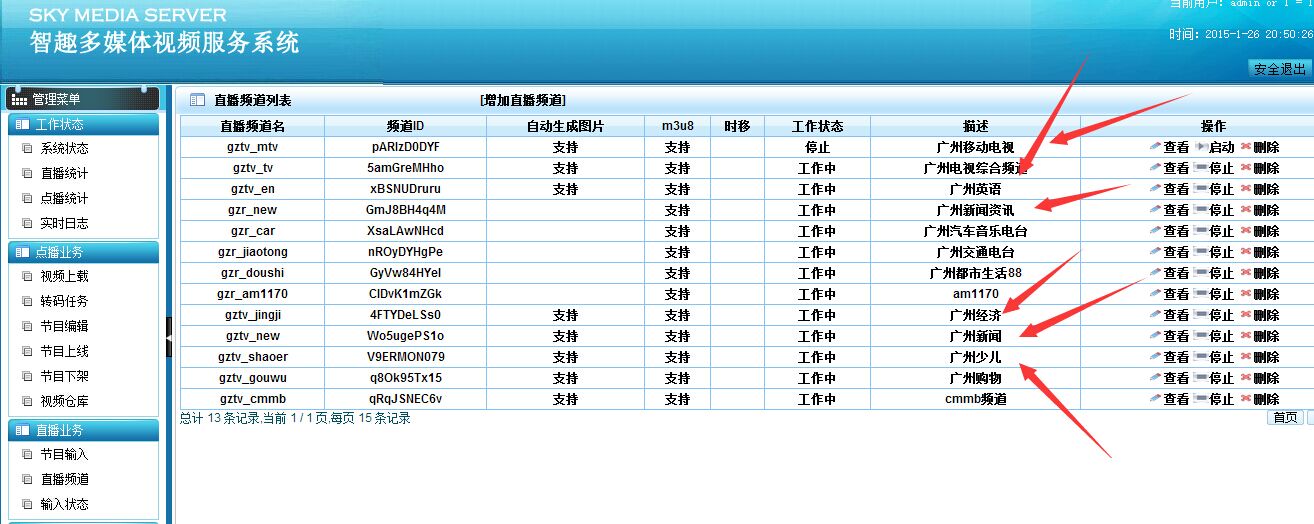 SKY MEDIA SERVER
智趣多媒体视频服务系统
当前用户：admin or 1 = 1
时间：2015-1-26 20:50:26
安全退出
管理菜单
工作状态
系统状态
直播统计
点播统计
实时日志
点播业务
视频上载
转码任务
节目编辑
节目上线
节目下架
视频仓库
直播业务
节目输入
直播频道
输入状态
直播频道列表 [增加直播频道]
直播频道名 频道ID 自动生成图片 m3u8 时移 工作状态 描述 操作
gztv_mtv pARIzD0DYF 支持 支持 停止 广州移动电视 查看 启动 删除
gztv_tv 5amGreMHho 支持 支持 工作中 广州电视综合频道 查看 停止 删除
gztv_en xBSNUDruru 支持 支持 工作中 广州英语 查看 停止 删除
gzr_new GmJ8BH4q4M 支持 工作中 广州新闻资讯 查看 停止 删除
gzr_car XsaLAwNHcd 支持 工作中 广州汽车音乐电台 查看 停止 删除
gzr_jiaotong nROyDYHgPe 支持 工作中 广州交通电台 查看 停止 删除
gzr_doushi GyVw84HYeI 支持 工作中 广州都市生活88 查看 停止 删除
gzr_am1170 CIDvK1mZGk 支持 工作中 am1170 查看 停止 删除
gztv_jingji 4FTYDeLSs0 支持 支持 工作中 广州经济 查看 停止 删除
gztv_new Wo5ugePS1o 支持 支持 工作中 广州新闻 查看 停止 删除
gztv_shaoer V9ERMON079 支持 支持 工作中 广州少儿 查看 停止 删除
gztv_gouwu q8Ok95Tx15 支持 支持 工作中 广州购物 查看 停止 删除
gztv_cmmb qRqJSNEC6v 支持 支持 工作中 cmmb频道 查看 停止 删除
总计 13 条记录,当前 1 / 1 页,每页 15 条记录
首页